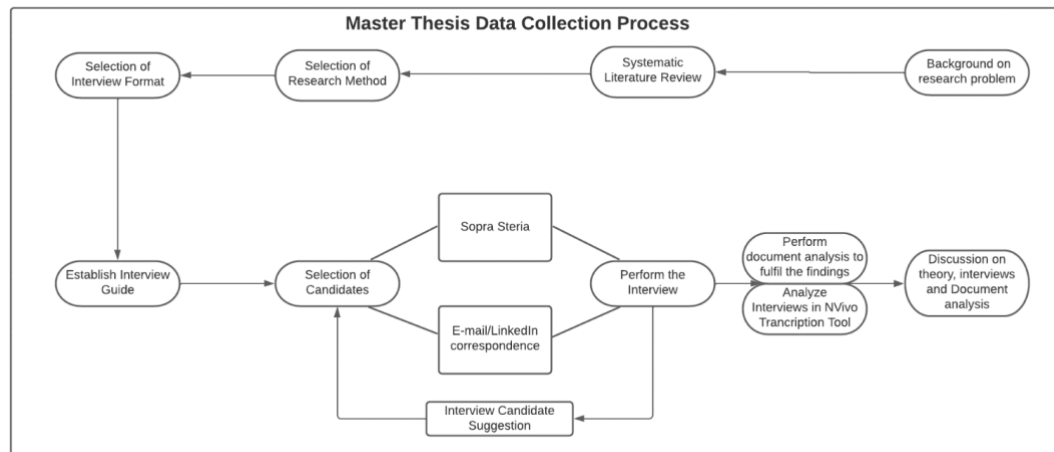 Master Thesis Data Collection Process
Selection of
Interview Format
Selection of
Research Method
Systematic
Literature Review
Background on
research problem
Sopra Steria
Establish Interview
Guide
Selection of
Candidates
Perform the
Interview
Perform
document analysis to
fulfil the findings
Analyze
Interviews in NVivo
Trancription Tool
Discussion on
theory, interviews
and Document
analysis
E-mail/LinkedIn
correspondence
Interview Candidate
Suggestion